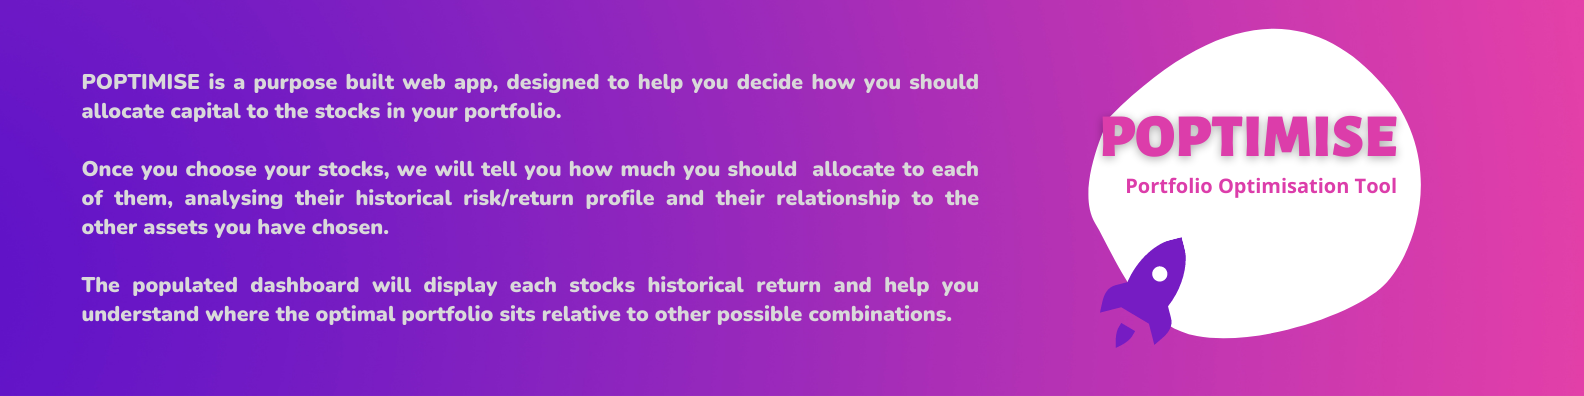 POPTIMISE is a purpose built web app, designed to help you decide how you should
allocate capital to the stocks in your portfolio.
Once you choose your stocks, we will tell you how much you should allocate to each
of them, analysing their historical risk/return profile and their relationship to the
other assets you have chosen.
The populated dashboard will display each stocks historical return and help you
understand where the optimal portfolio sits relative to other possible combinations.
POPTIMISE
Portfolio Optimisation Tool